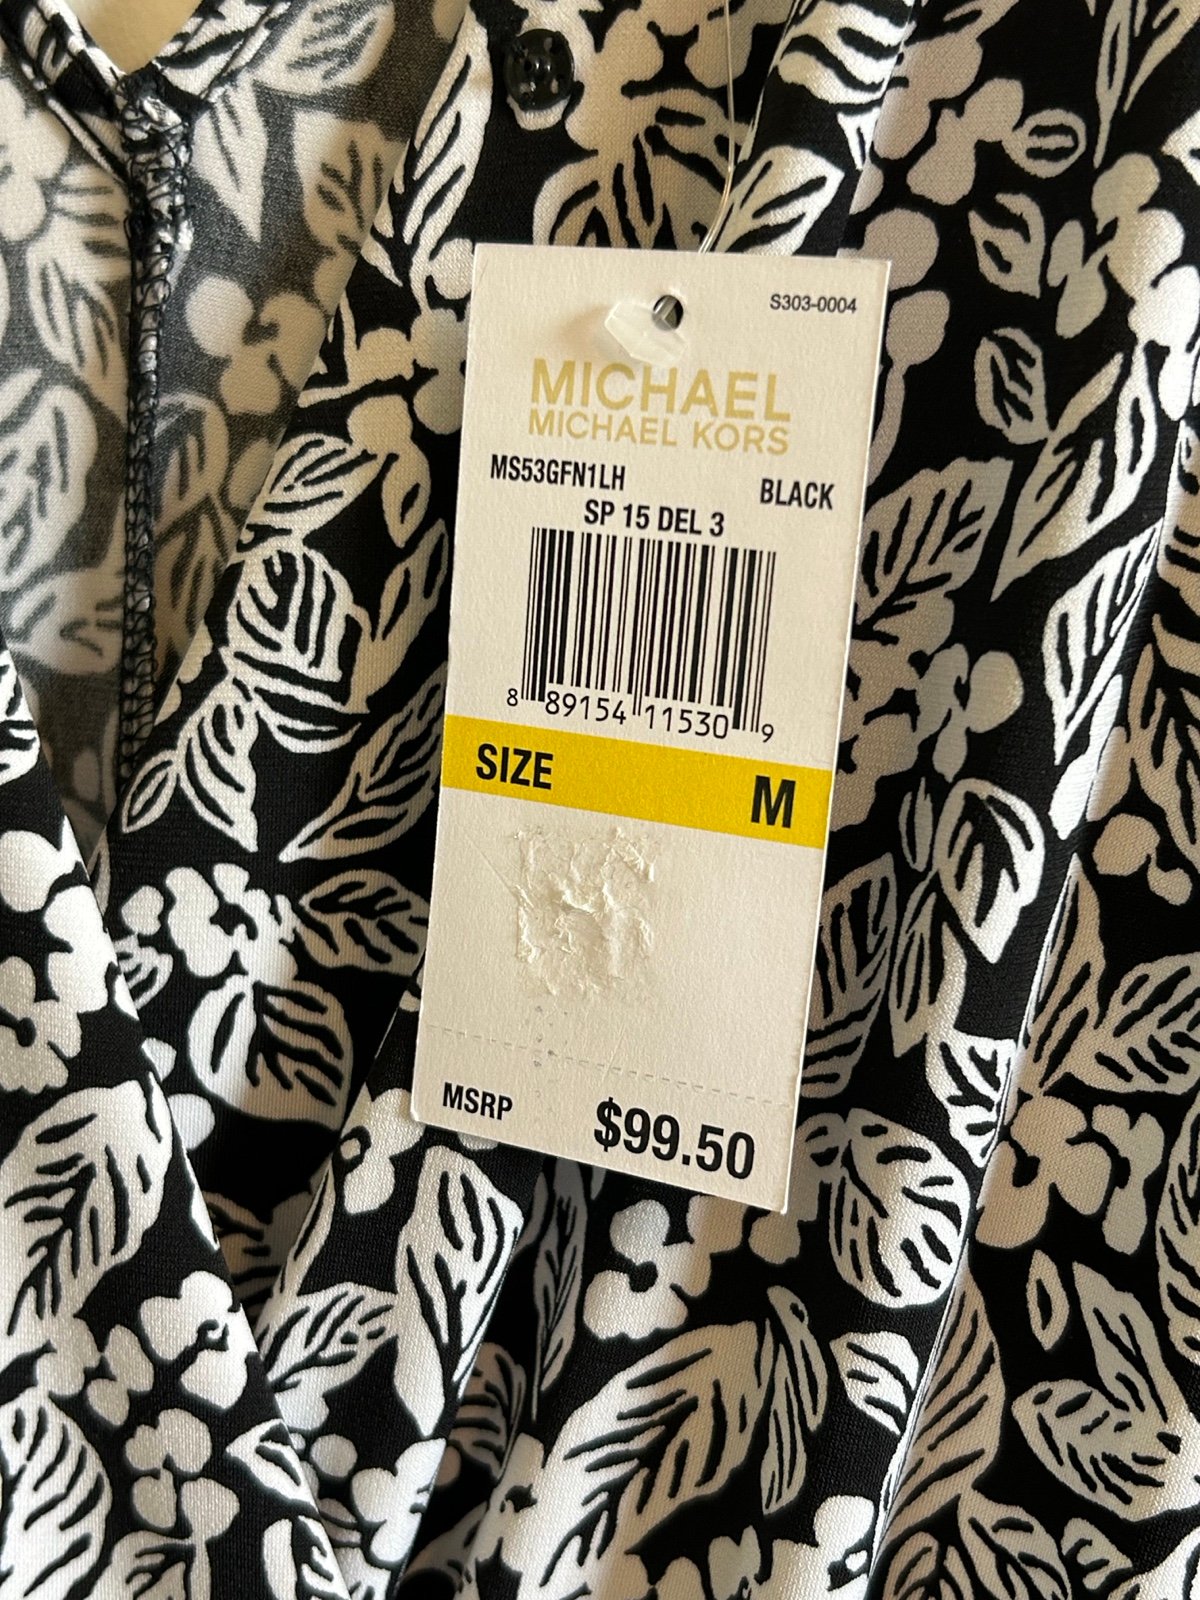 S303-0004
MICHAEL
MICHAEL KORS
MS53GFN1LH BLACK
SP 15 DEL 3
8 89154 11530 9
SIZE M
MSRP $99.50